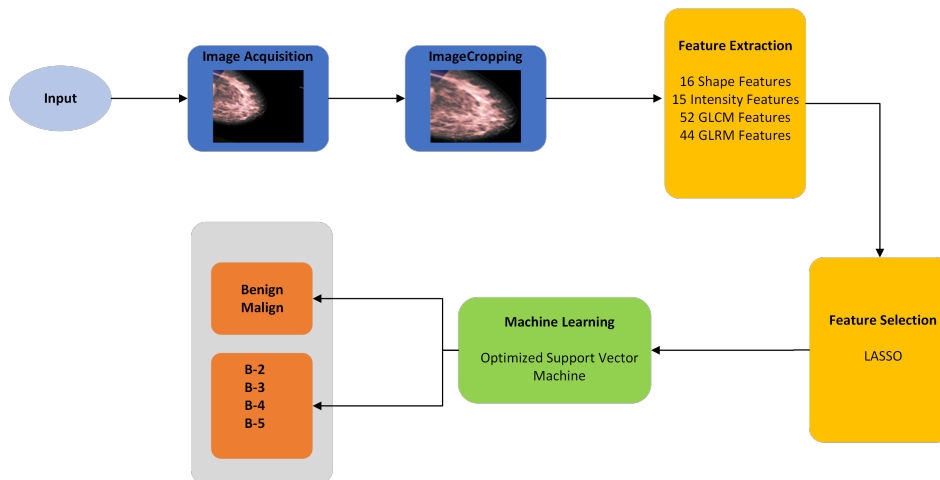 Input
Image Acquisition
ImageCropping
Feature Extraction
16 Shape Features
15 Intensity Features
52 GLCM Features
44 GLRM Features
Feature Selection
LASSO
Machine Learning
Optimized Support Vector
Machine
Benign
Malign
B-2
B-3
B-4
B-5